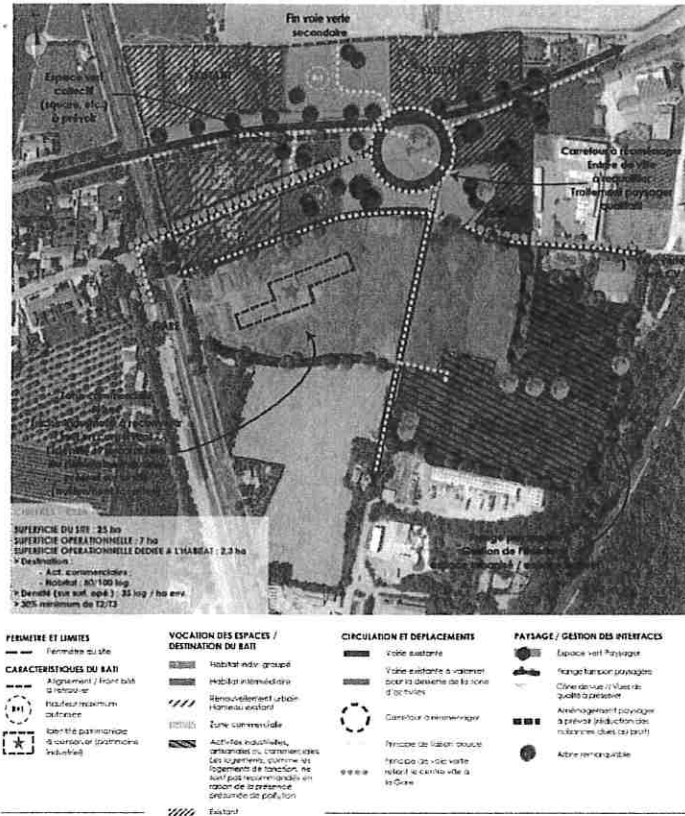 Fin voie verte
secondaire
Espace vert
collectif
(square, etc.)
à prévoir
Carrefour à réaménager
Entrée de ville
à requalifier
Traitement paysager
qualitatif
GARE
SUPERFICIE DU SITE : 25 ha
SUPERFICIE OPERATIONNELLE : 7 ha
SUPERFICIE OPERATIONNELLE DEDIEE A L'HABITAT : 2,3 ha
> Destination :
- Act. commerciales ;
- Habitat : 80/100 log.
> Densité (sur suf. opé.) : 35 log / ha env.
> 30% minimum de T2/T3
PERIMETRE ET LIMITES
Périmètre du site
CARACTERISTIQUES DU BATI
Alignement / Front bâti
à retrouver
Hauteur maximum
autorisée
Identité patrimoniale
à conserver (patrimoine
industriel)
VOCATION DES ESPACES /
DESTINATION DU BATI
Habitat indiv. groupé
Habitat intermédiaire
Renouvellement urbain
Hameau existant
Zone commerciale
Activités industrielles,
artisanales ou commerciales
Les logements, comme les
logements de fonction, ne
sont pas recommandés en
raison de la présence
présumée de pollution
Existant
CIRCULATION ET DEPLACEMENTS
Voirie existante
Voirie existante à valoriser
pour la desserte de la zone
d'activités
Carrefour à réaménager
Principe de liaison douce
Principe de voie verte
reliant le centre ville à
la Gare
PAYSAGE / GESTION DES INTERFACES
Espace vert Paysager
Frange tampon paysagère
Cône de vue // Vues de
qualité à préserver
Aménagement paysager
à prévoir (réduction des
nuisances dues au bruit)
Arbre remarquable